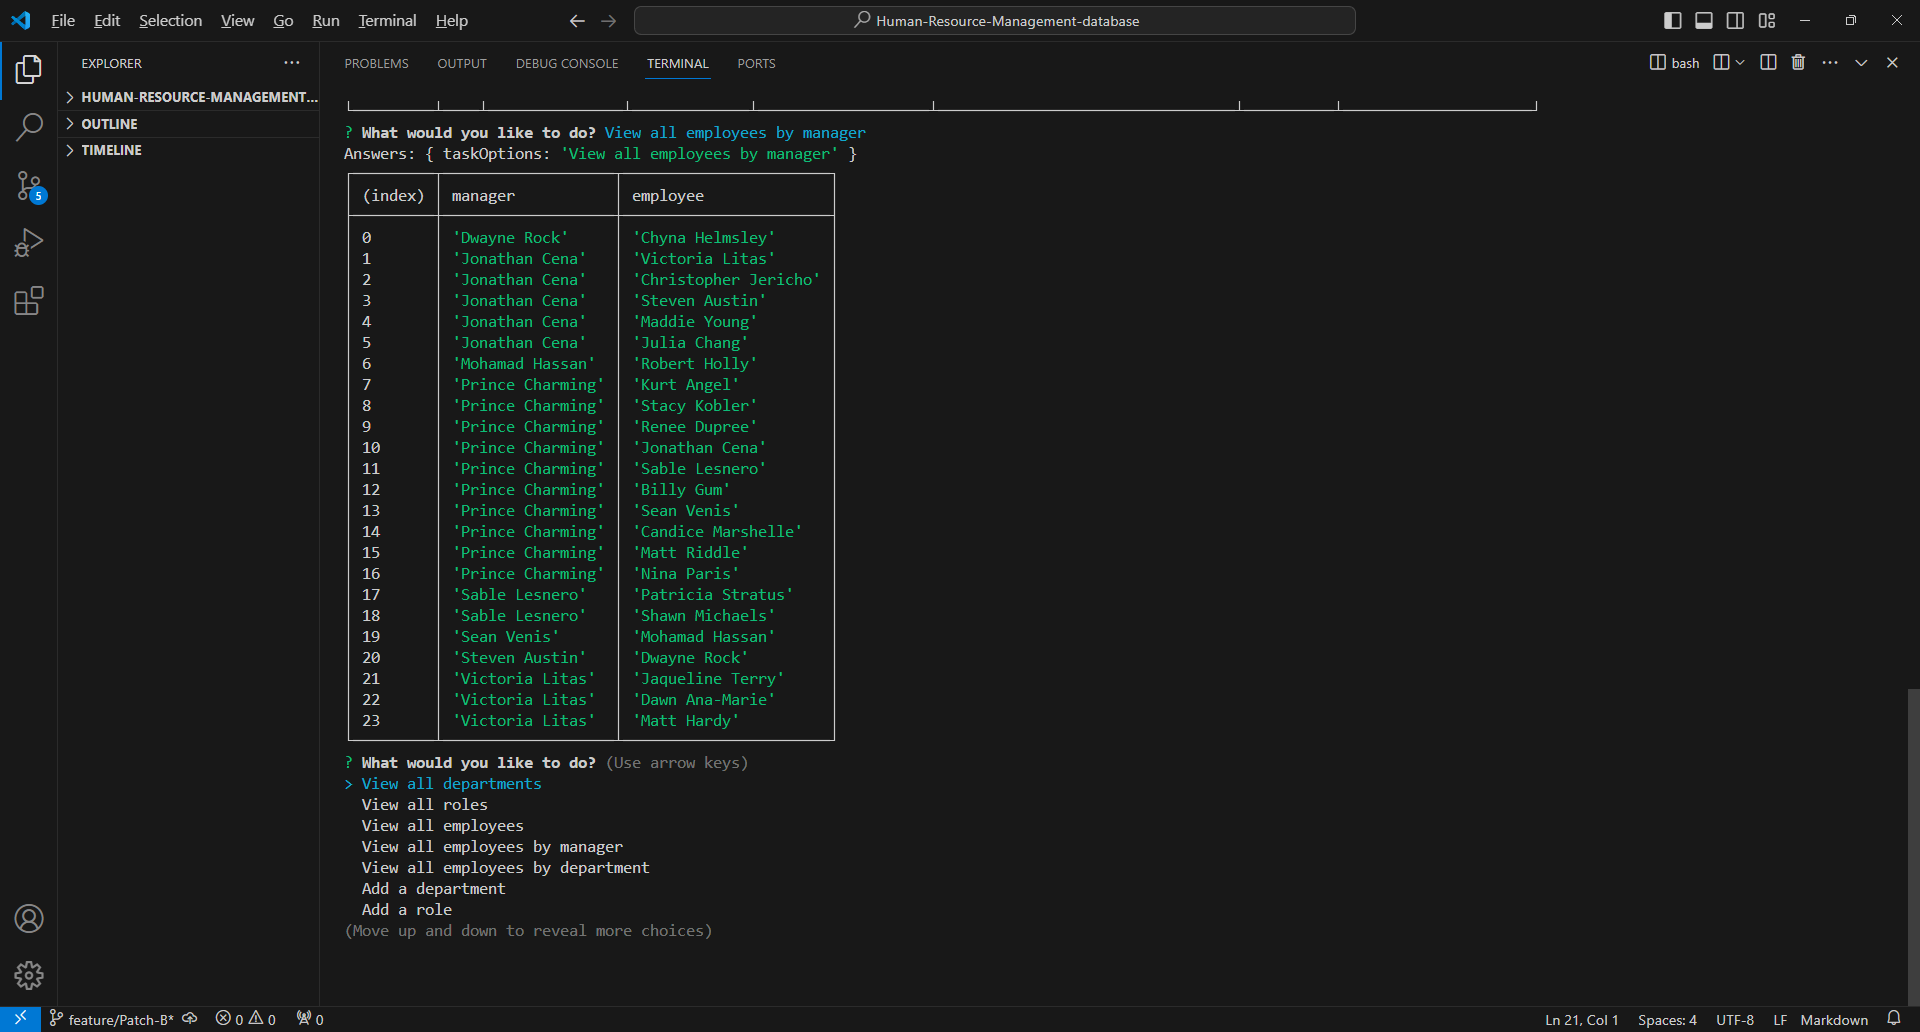 File Edit Selection View Go Run Terminal Help
Human-Resource-Management-database
EXPLORER
HUMAN-RESOURCE-MANAGEMENT...
OUTLINE
TIMELINE
5
PROBLEMS OUTPUT DEBUG CONSOLE TERMINAL PORTS
bash
? What would you like to do? View all employees by manager
Answers: { taskOptions: 'View all employees by manager' }
(index) manager employee
0 'Dwayne Rock' 'Chyna Helmsley'
1 'Jonathan Cena' 'Victoria Litas'
2 'Jonathan Cena' 'Christopher Jericho'
3 'Jonathan Cena' 'Steven Austin'
4 'Jonathan Cena' 'Maddie Young'
5 'Jonathan Cena' 'Julia Chang'
6 'Mohamad Hassan' 'Robert Holly'
7 'Prince Charming' 'Kurt Angel'
8 'Prince Charming' 'Stacy Kobler'
9 'Prince Charming' 'Renee Dupree'
10 'Prince Charming' 'Jonathan Cena'
11 'Prince Charming' 'Sable Lesnero'
12 'Prince Charming' 'Billy Gum'
13 'Prince Charming' 'Sean Venis'
14 'Prince Charming' 'Candice Marshelle'
15 'Prince Charming' 'Matt Riddle'
16 'Prince Charming' 'Nina Paris'
17 'Sable Lesnero' 'Patricia Stratus'
18 'Sable Lesnero' 'Shawn Michaels'
19 'Sean Venis' 'Mohamad Hassan'
20 'Steven Austin' 'Dwayne Rock'
21 'Victoria Litas' 'Jaqueline Terry'
22 'Victoria Litas' 'Dawn Ana-Marie'
23 'Victoria Litas' 'Matt Hardy'
? What would you like to do? (Use arrow keys)
> View all departments
View all roles
View all employees
View all employees by manager
View all employees by department
Add a department
Add a role
(Move up and down to reveal more choices)
feature/Patch-B* 0 0 0
Ln 21, Col 1 Spaces: 4 UTF-8 LF Markdown